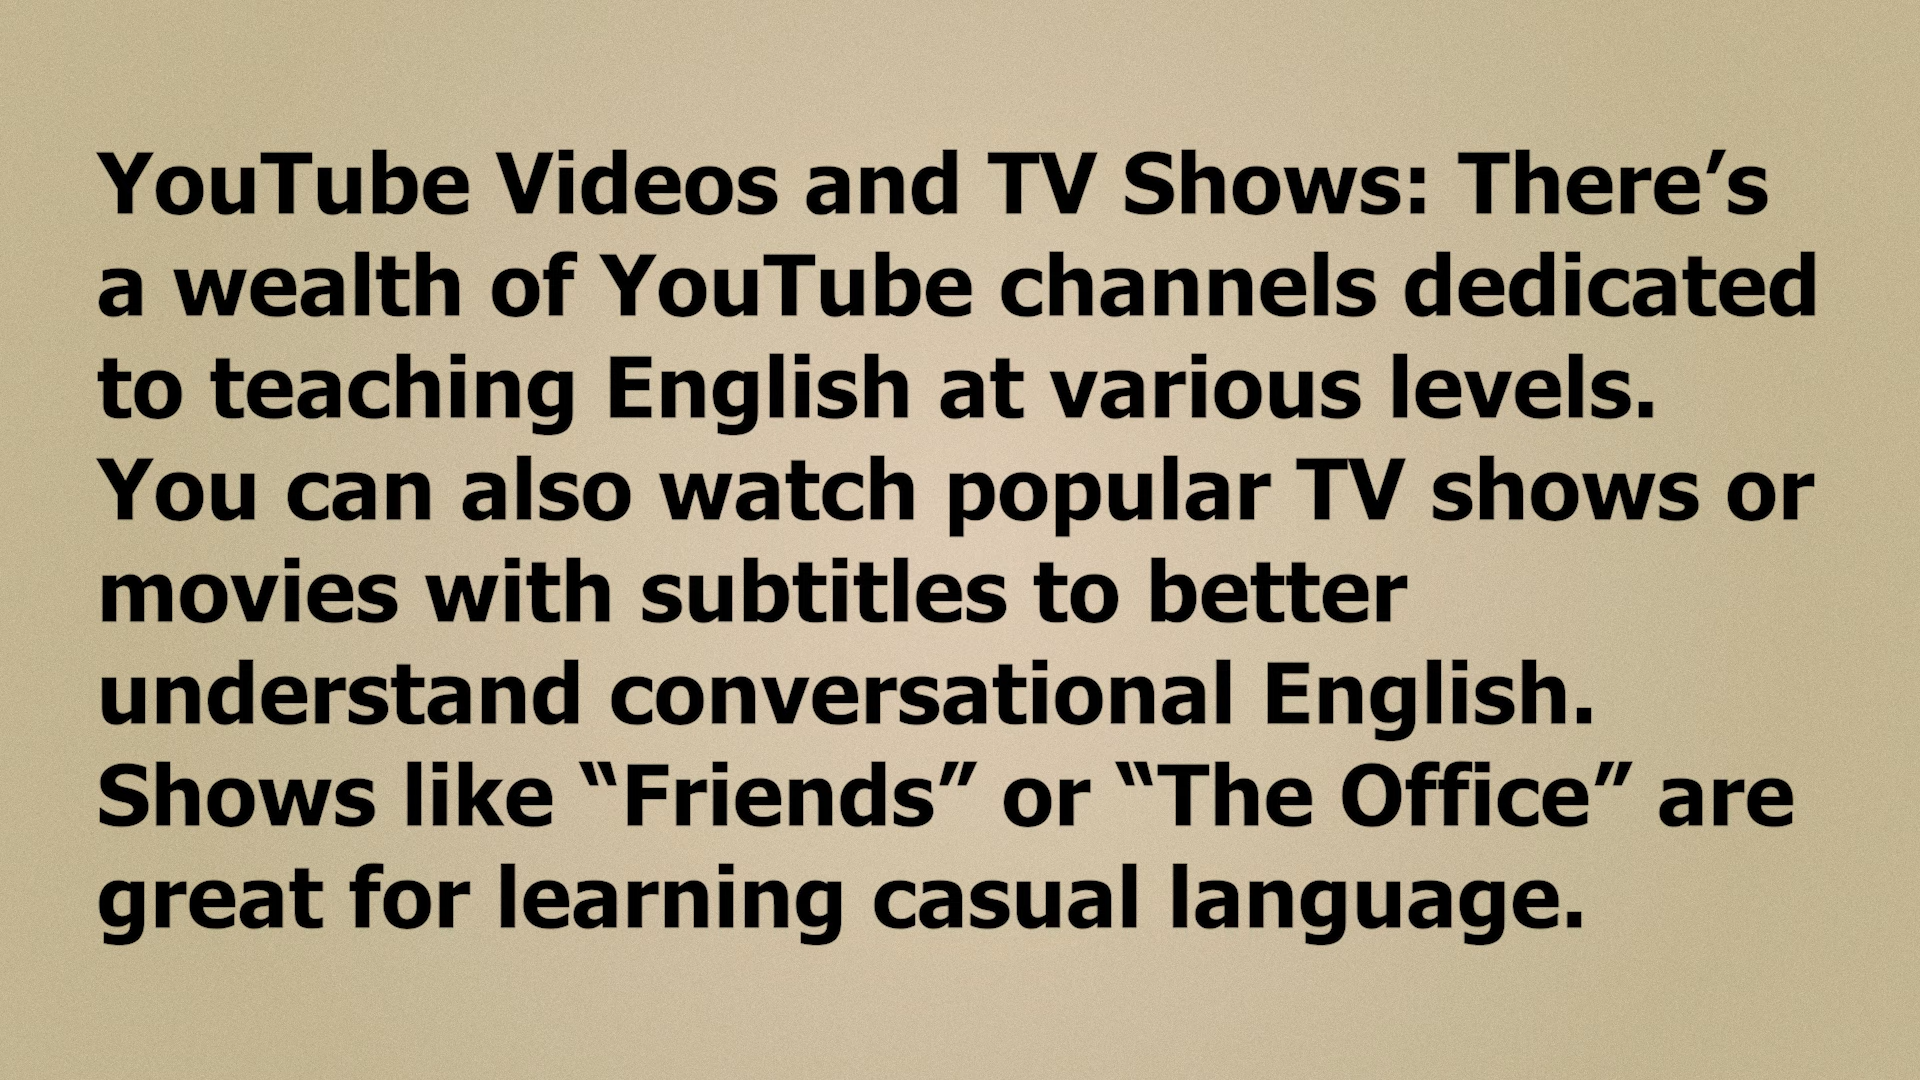 YouTube Videos and TV Shows: There’s
a wealth of YouTube channels dedicated
to teaching English at various levels.
You can also watch popular TV shows or
movies with subtitles to better
understand conversational English.
Shows like “Friends” or “The Office” are
great for learning casual language.